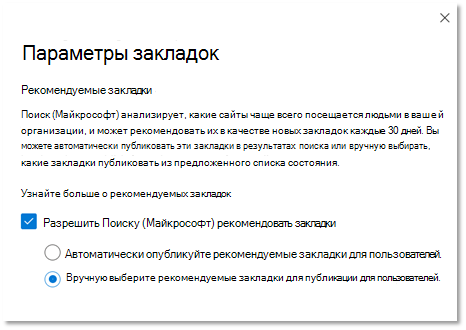 Параметры закладок
Рекомендуемые закладки
Поиск (Майкрософт) анализирует, какие сайты чаще всего посещается людьми в вашей
организации, и может рекомендовать их в качестве новых закладок каждые 30 дней. Вы
можете автоматически публиковать эти закладки в результатах поиска или вручную выбирать,
какие закладки публиковать из предложенного списка состояния.
Узнайте больше о рекомендуемых закладок
Разрешить Поиску (Майкрософт) рекомендовать закладки
Автоматически опубликуйте рекомендуемые закладки для пользователей.
Вручную выберите рекомендуемые закладки для публикации для пользователей.